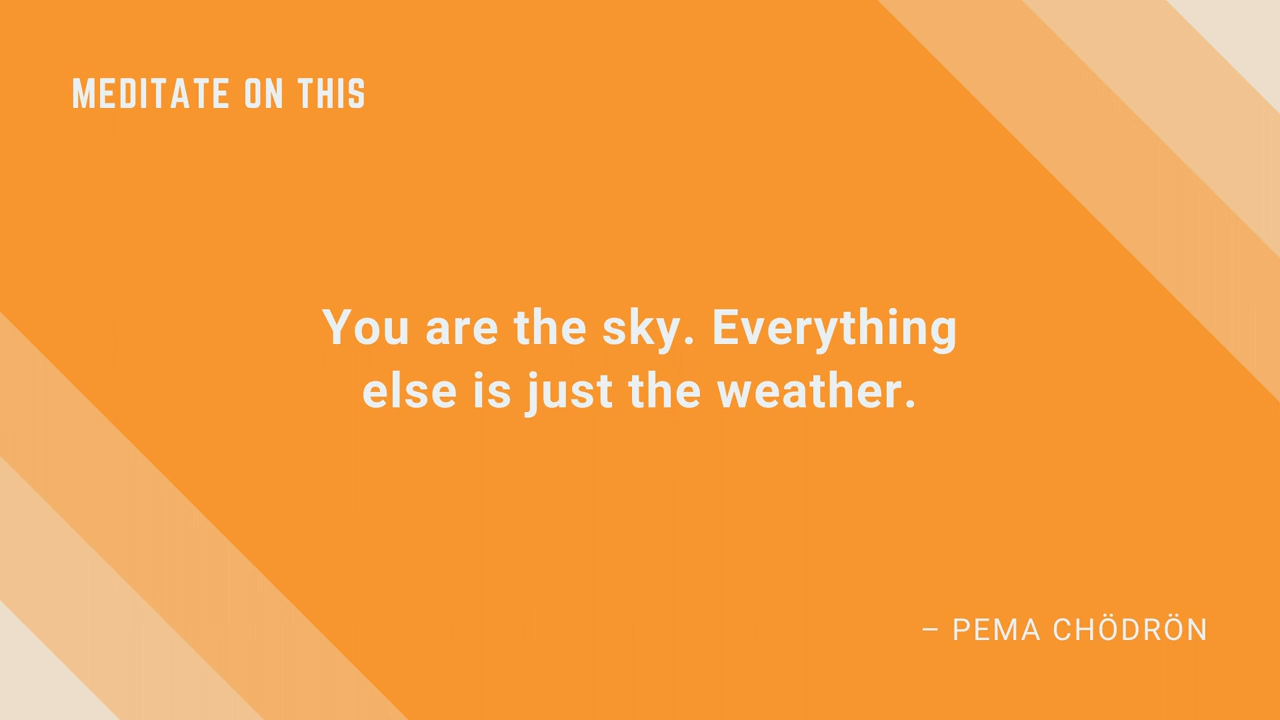 MEDITATE ON THIS
You are the sky. Everything
else is just the weather.
– PEMA CHÖDRÖN